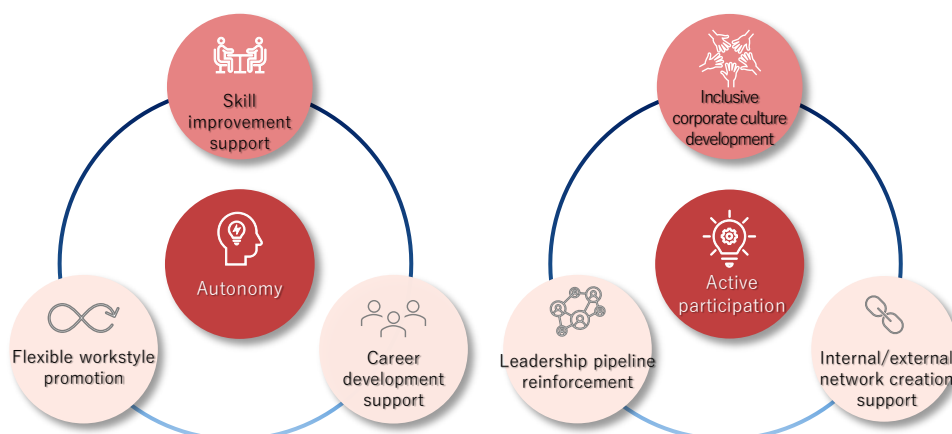 Skill
improvement
support
Autonomy
Flexible workstyle
promotion
Career
development
support
Inclusive
corporate culture
development
Active
participation
Leadership pipeline
reinforcement
Internal/external
network creation
support